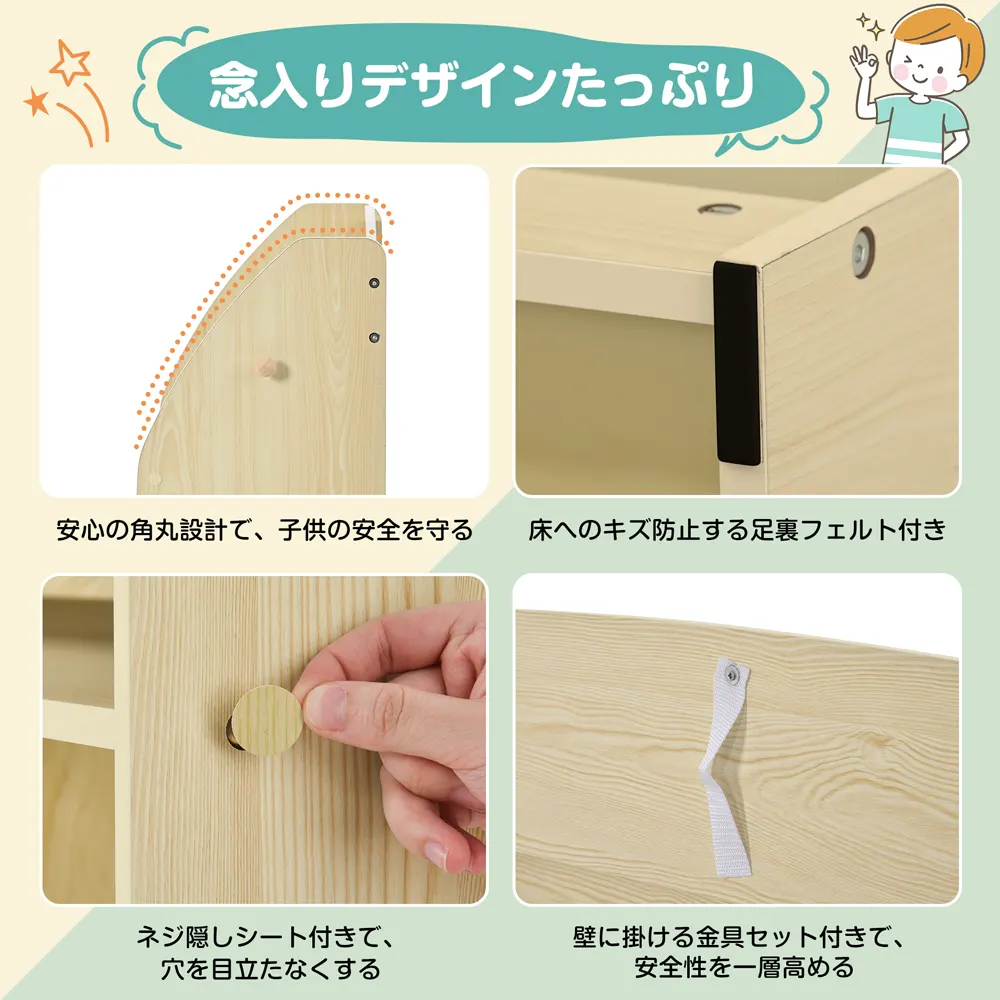 念入りデザインたっぷり
安心の角丸設計で、子供の安全を守る
床へのキズ防止する足裏フェルト付き
ネジ隠しシート付きで、
穴を目立たなくする
壁に掛ける金具セット付きで、
安全性を一層高める